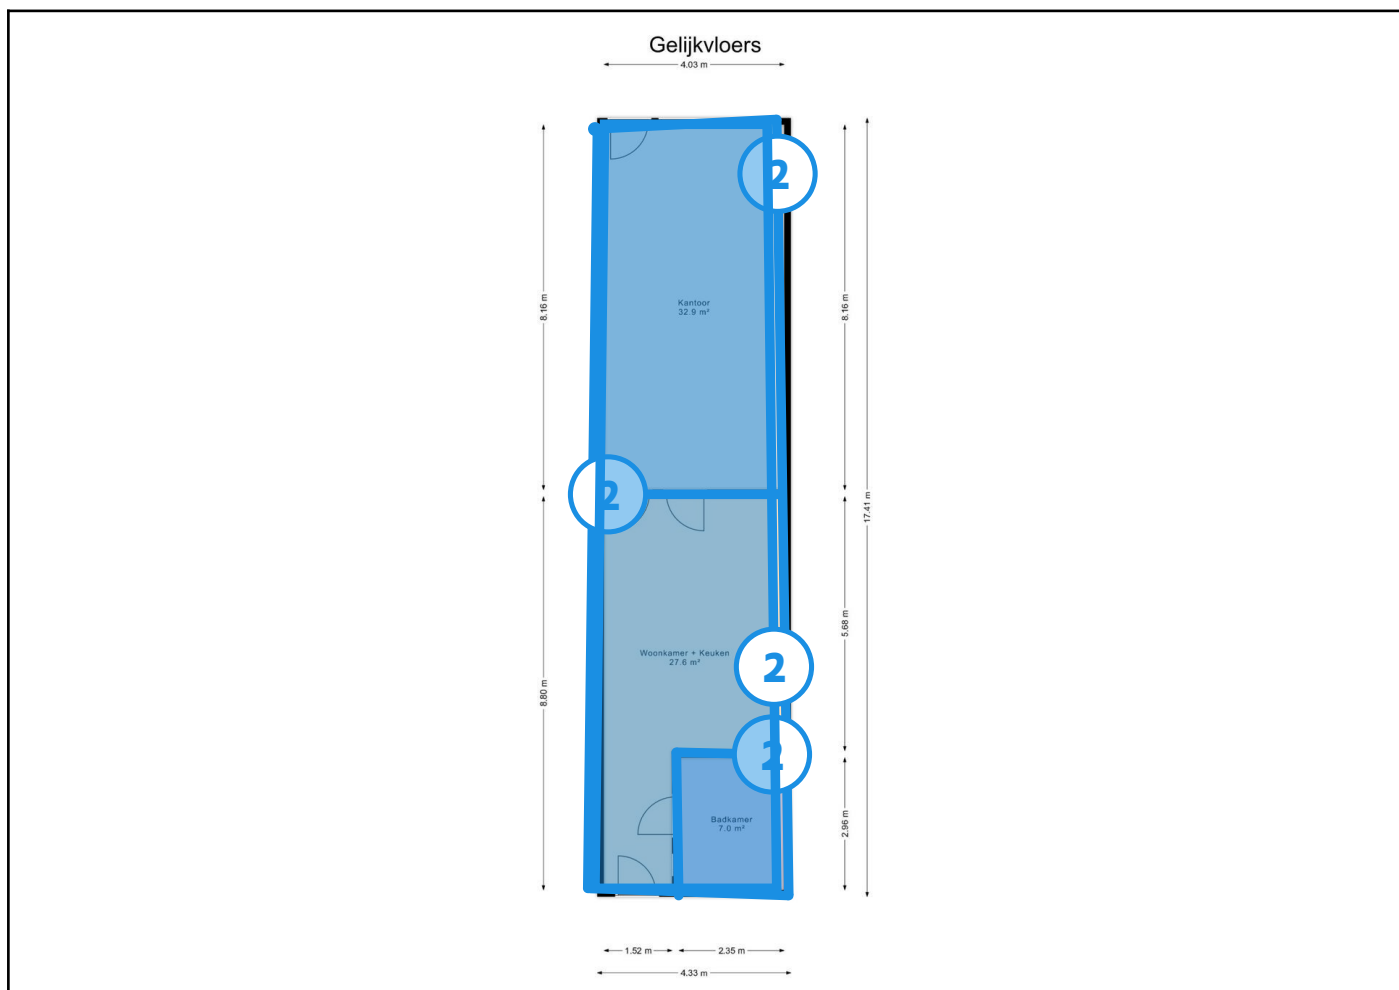 Gelijkvloers
4.03 m
2
8.16 m
8.16 m
Kantoor
32.9 m²
2
17.41 m
5.68 m
Woonkamer + Keuken
27.6 m²
2
8.80 m
2
Badkamer
7.0 m²
2.96 m
1.52 m
2.35 m
4.33 m